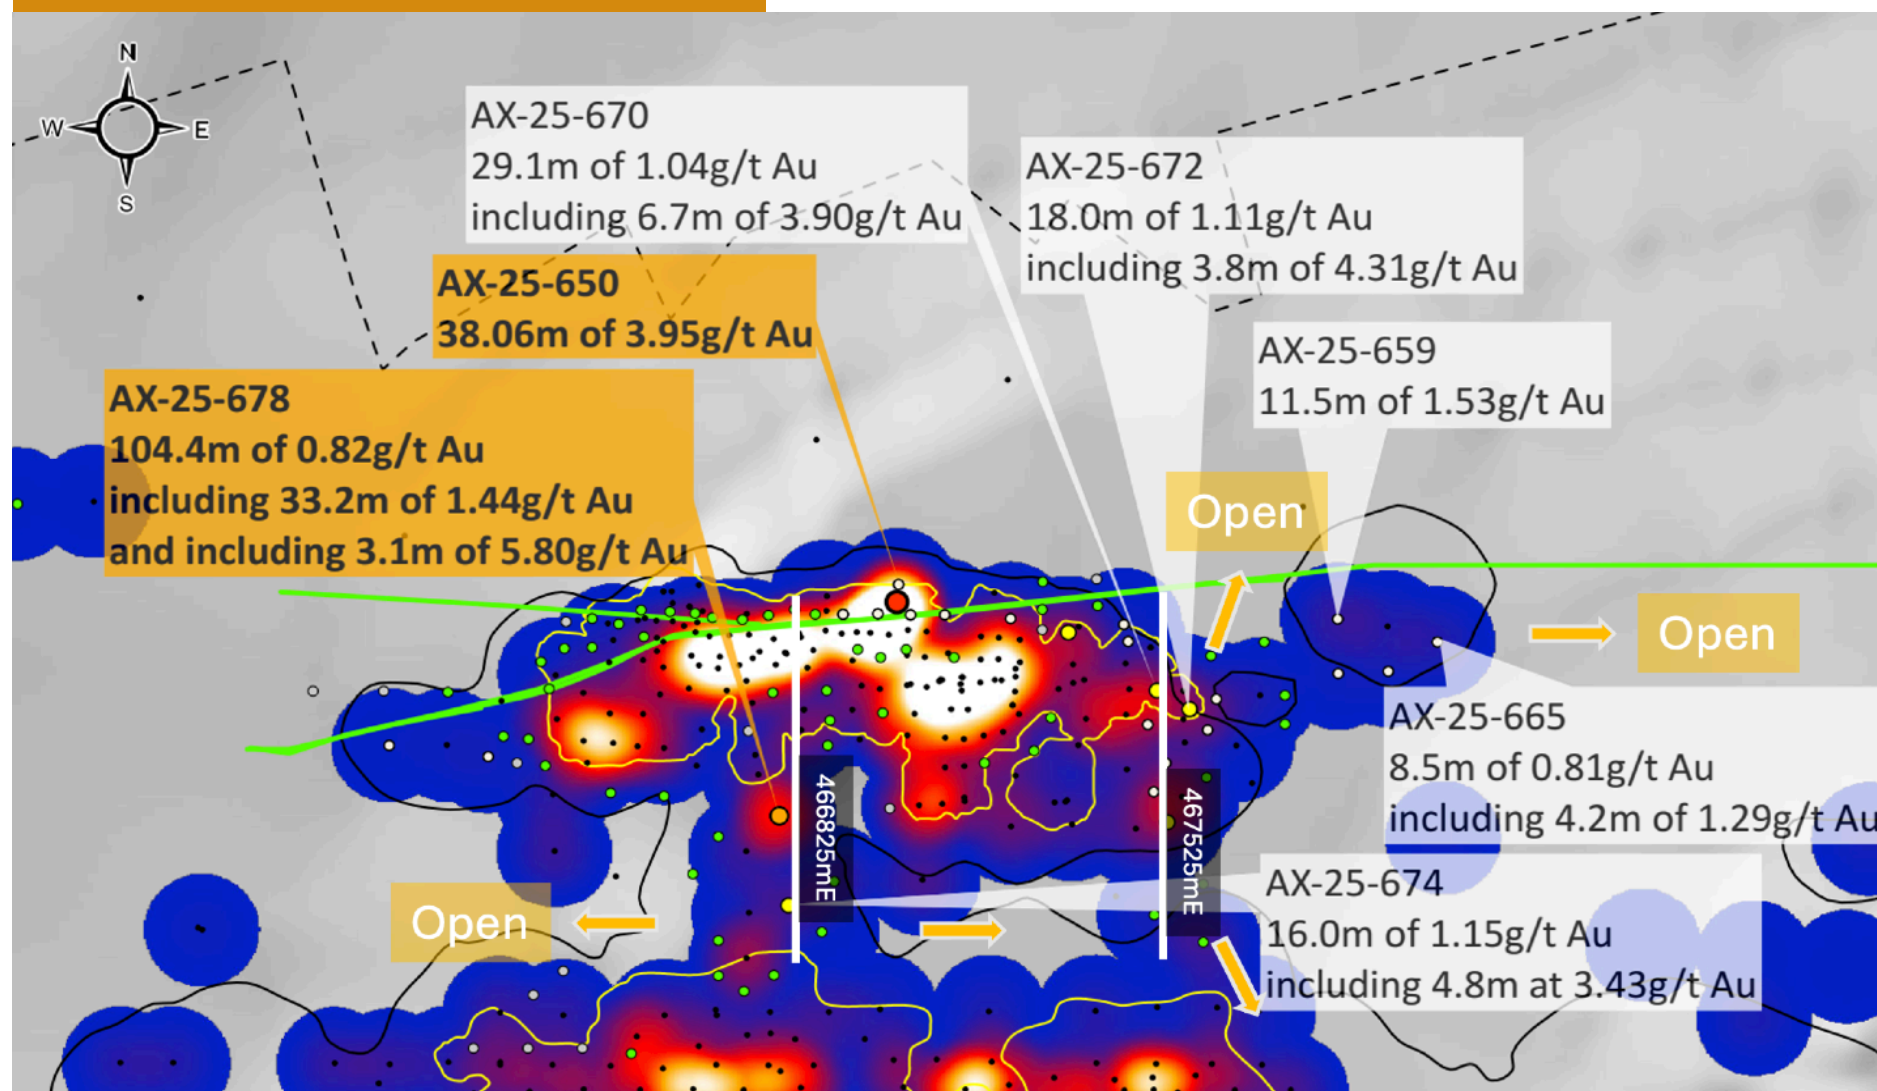 N
W E
S
AX-25-670
29.1m of 1.04g/t Au
including 6.7m of 3.90g/t Au
AX-25-672
18.0m of 1.11g/t Au
including 3.8m of 4.31g/t Au
AX-25-650
38.06m of 3.95g/t Au
AX-25-659
11.5m of 1.53g/t Au
AX-25-678
104.4m of 0.82g/t Au
including 33.2m of 1.44g/t Au
and including 3.1m of 5.80g/t Au
Open
Open
AX-25-665
8.5m of 0.81g/t Au
including 4.2m of 1.29g/t Au
466825mE
467525mE
AX-25-674
16.0m of 1.15g/t Au
including 4.8m at 3.43g/t Au
Open